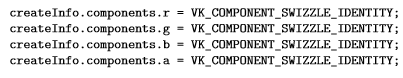 createInfo.components.r = VK_COMPONENT_SWIZZLE_IDENTITY;
createInfo.components.g = VK_COMPONENT_SWIZZLE_IDENTITY;
createInfo.components.b = VK_COMPONENT_SWIZZLE_IDENTITY;
createInfo.components.a = VK_COMPONENT_SWIZZLE_IDENTITY;